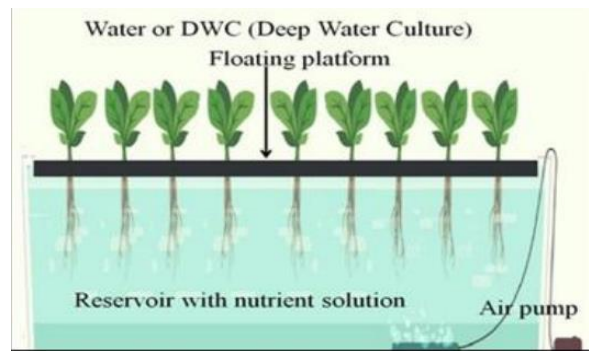 Water or DWC (Deep Water Culture)
Floating platform
Reservoir with nutrient solution
Air pump